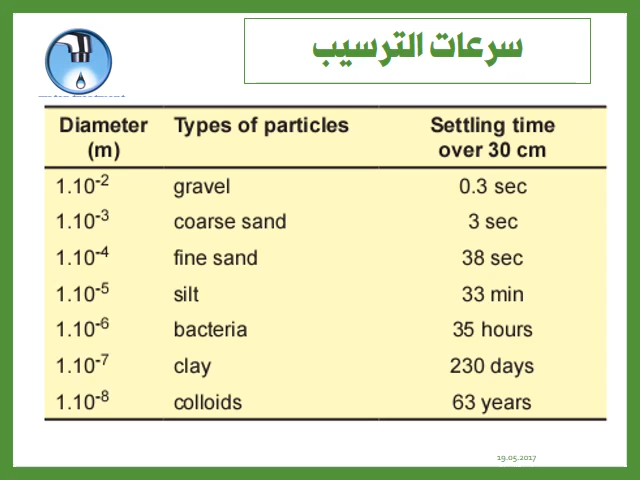 سرعات الترسيب
Diameter (m) Types of particles Settling time over 30 cm
1.10⁻² gravel 0.3 sec
1.10⁻³ coarse sand 3 sec
1.10⁻⁴ fine sand 38 sec
1.10⁻⁵ silt 33 min
1.10⁻⁶ bacteria 35 hours
1.10⁻⁷ clay 230 days
1.10⁻⁸ colloids 63 years
19.05.2017